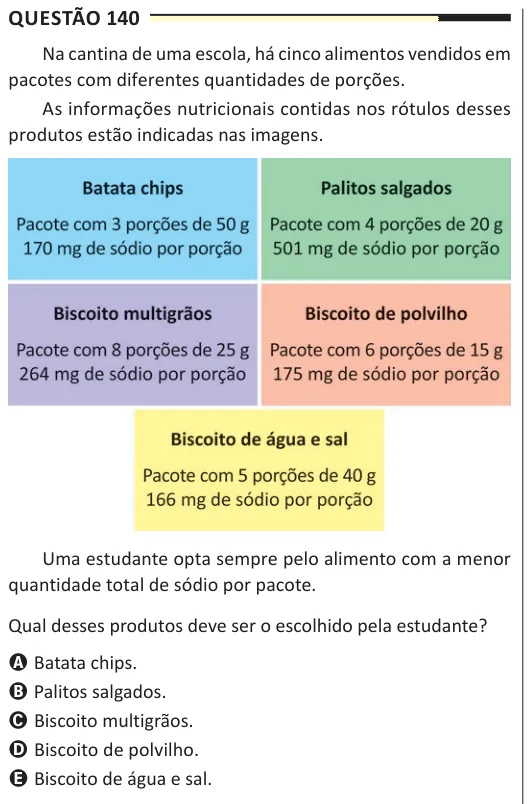 QUESTÃO 140
Na cantina de uma escola, há cinco alimentos vendidos em
pacotes com diferentes quantidades de porções.
As informações nutricionais contidas nos rótulos desses
produtos estão indicadas nas imagens.
Batata chips
Pacote com 3 porções de 50 g
170 mg de sódio por porção
Palitos salgados
Pacote com 4 porções de 20 g
501 mg de sódio por porção
Biscoito multigrãos
Pacote com 8 porções de 25 g
264 mg de sódio por porção
Biscoito de polvilho
Pacote com 6 porções de 15 g
175 mg de sódio por porção
Biscoito de água e sal
Pacote com 5 porções de 40 g
166 mg de sódio por porção
Uma estudante opta sempre pelo alimento com a menor
quantidade total de sódio por pacote.
Qual desses produtos deve ser o escolhido pela estudante?
A Batata chips.
B Palitos salgados.
C Biscoito multigrãos.
D Biscoito de polvilho.
E Biscoito de água e sal.